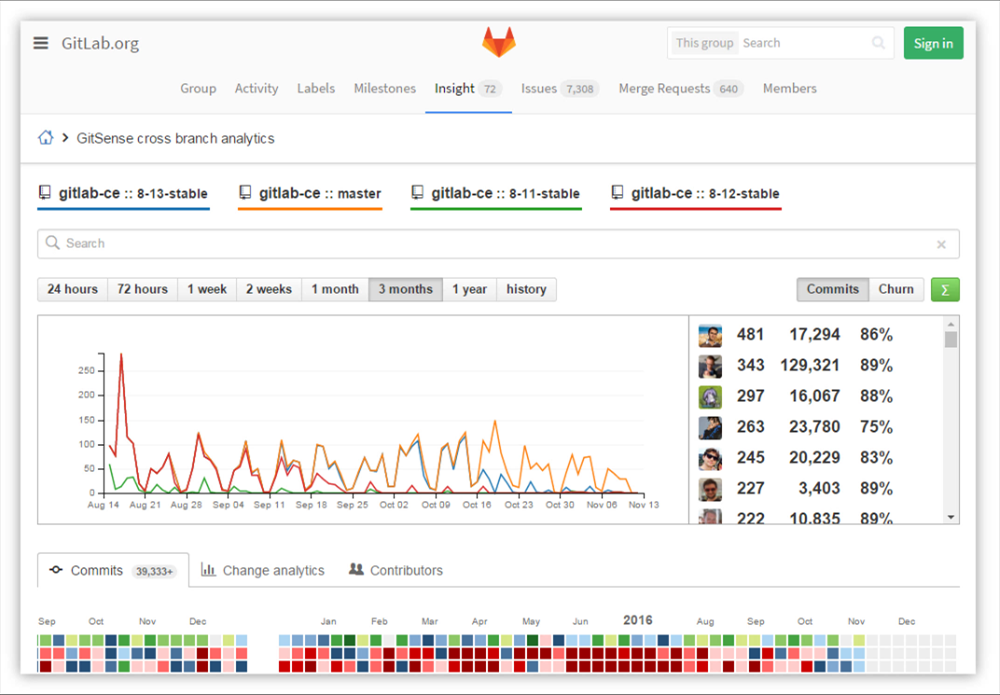 GitLab.org This group Search Sign in
Group Activity Labels Milestones Insight 72 Issues 7,308 Merge Requests 640 Members
GitSense cross branch analytics
gitlab-ce :: 8-13-stable gitlab-ce :: master gitlab-ce :: 8-11-stable gitlab-ce :: 8-12-stable
Search
24 hours 72 hours 1 week 2 weeks 1 month 3 months 1 year history Commits Churn Σ
250
200
150
100
50
0
Aug 14 Aug 21 Aug 28 Sep 04 Sep 11 Sep 18 Sep 25 Oct 02 Oct 09 Oct 16 Oct 23 Oct 30 Nov 06 Nov 13
481 17,294 86%
343 129,321 89%
297 16,067 88%
263 23,780 75%
245 20,229 83%
227 3,403 89%
222 10,835 89%
Commits 39,333+ Change analytics Contributors
Sep Oct Nov Dec Jan Feb Mar Apr May Jun 2016 Aug Sep Oct Nov Dec